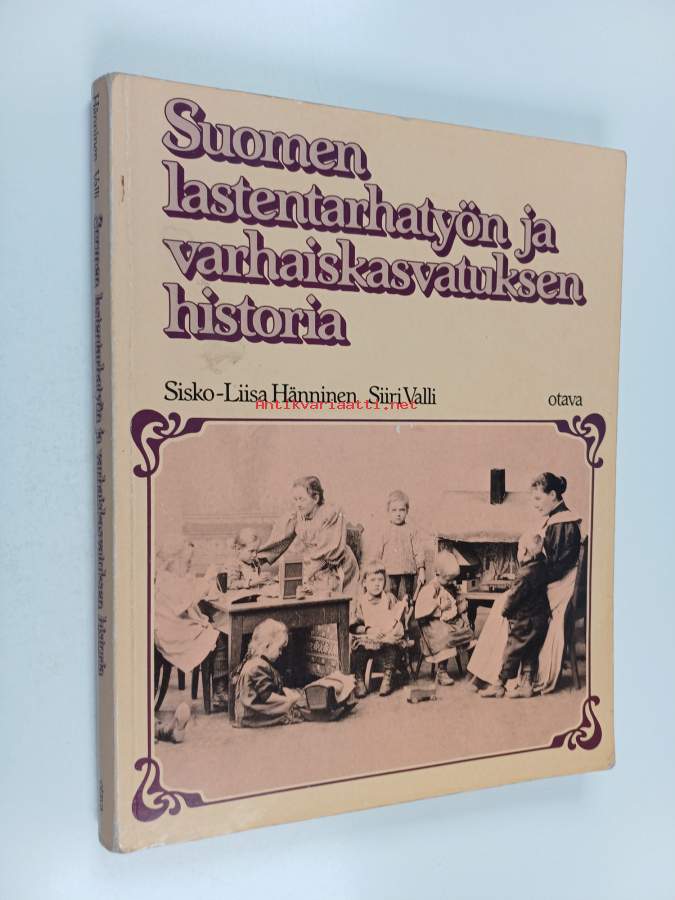 Suomen
lastentarhatyön ja
varhaiskasvatuksen
historia
Sisko-Liisa Hänninen Siiri Valli
otava
Antikvariaatti.net
Hänninen Valli Suomen lastentarhatyön ja varhaiskasvatuksen historia otava